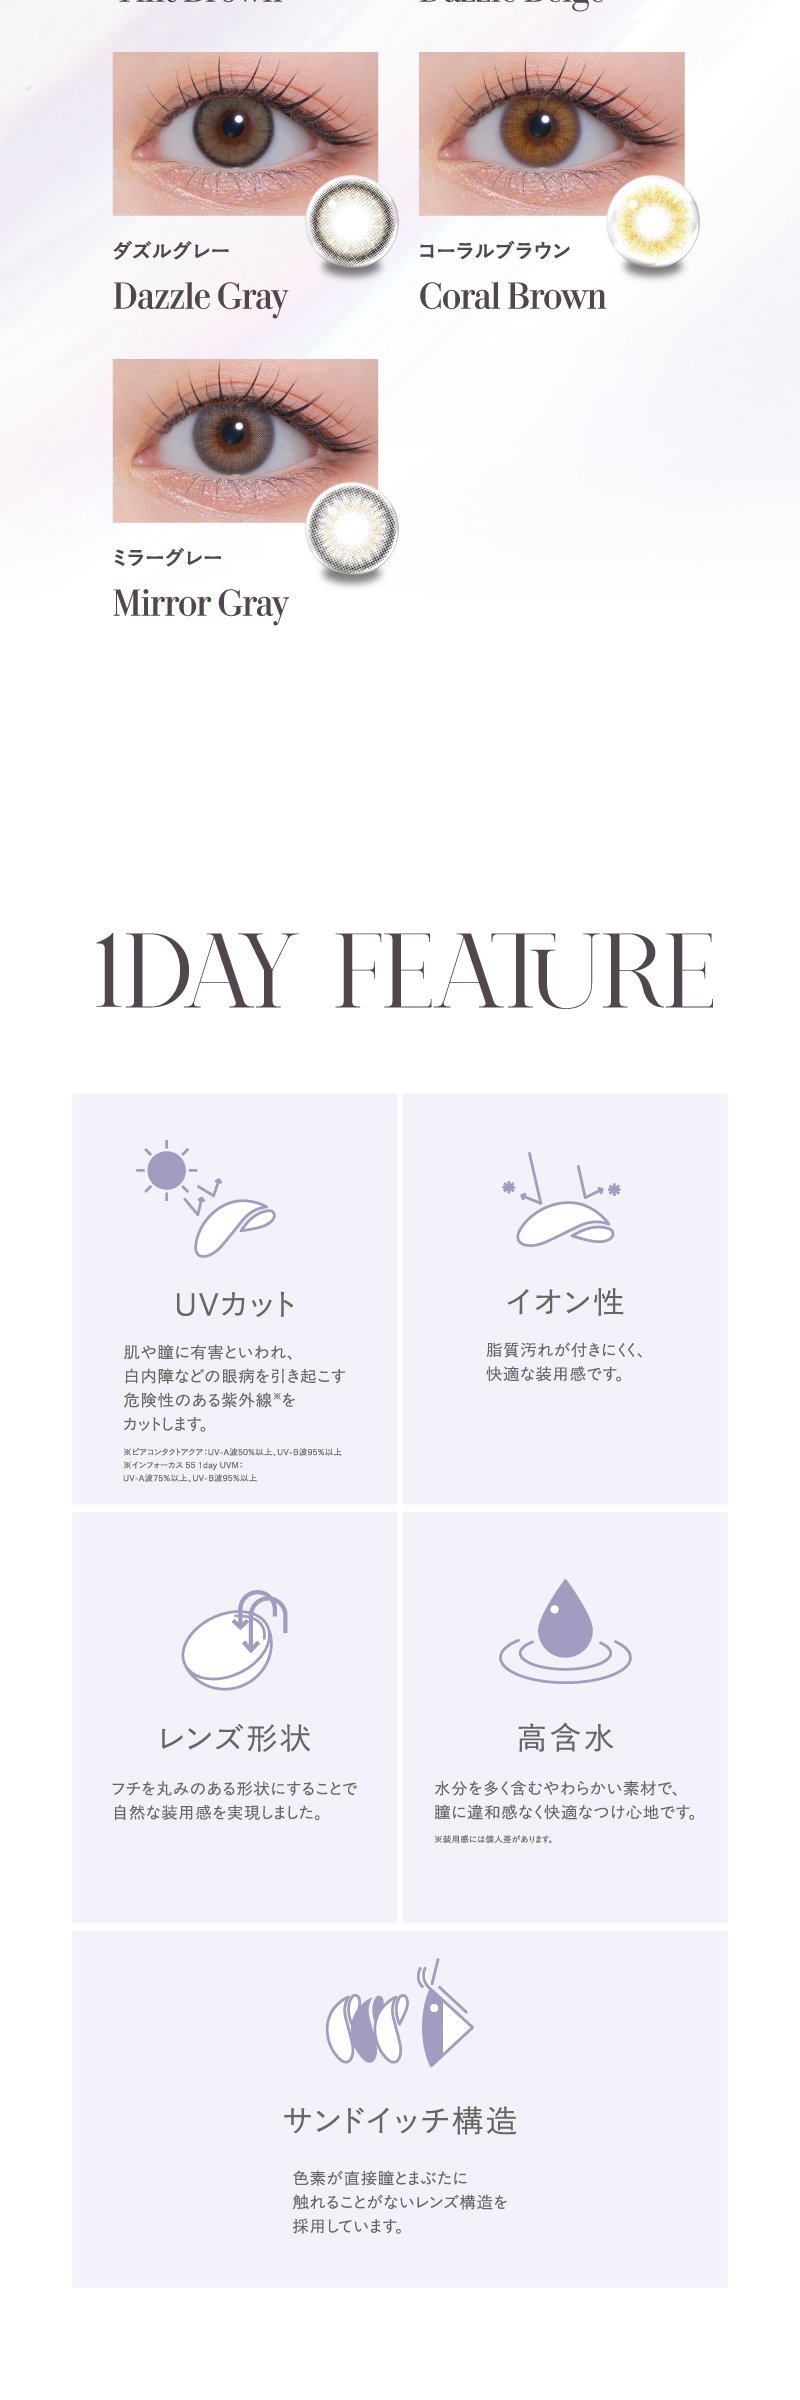 ダズルグレー
Dazzle Gray
コーラルブラウン
Coral Brown
ミラーグレー
Mirror Gray
1DAY FEATURE
UVカット
肌や瞳に有害といわれ、
白内障などの眼病を引き起こす
危険性のある紫外線※を
カットします。
※ピアコンタクトアクア：UV-A波50%以上、UV-B波95%以上
※インフォーカス 55 1day UVM：
UV-A波75%以上、UV-B波95%以上
イオン性
脂質汚れが付きにくく、
快適な装用感です。
レンズ形状
フチを丸みのある形状にすることで
自然な装用感を実現しました。
高含水
水分を多く含むやわらかい素材で、
瞳に違和感なく快適なつけ心地です。
※装用感には個人差があります。
サンドイッチ構造
色素が直接瞳とまぶたに
触れることがないレンズ構造を
採用しています。